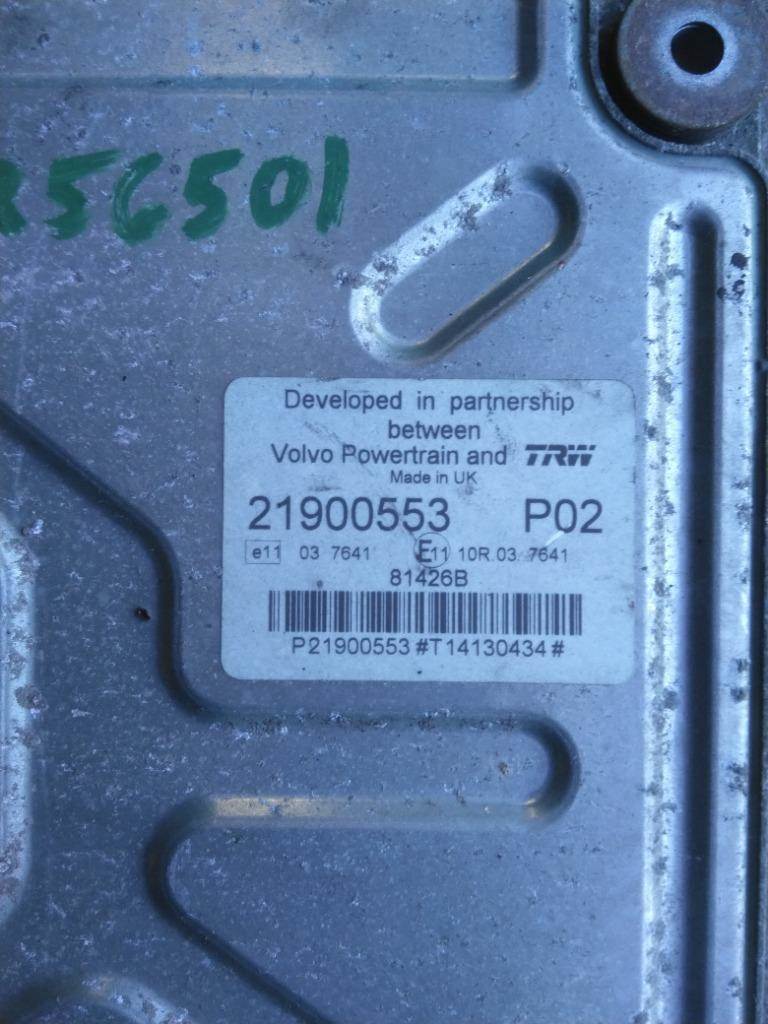 56501
Developed in partnership
between
Volvo Powertrain and TRW
Made in UK
21900553 P02
e11 03 7641 E11 10R 03 7641
81426B
P21900553#T14130434#